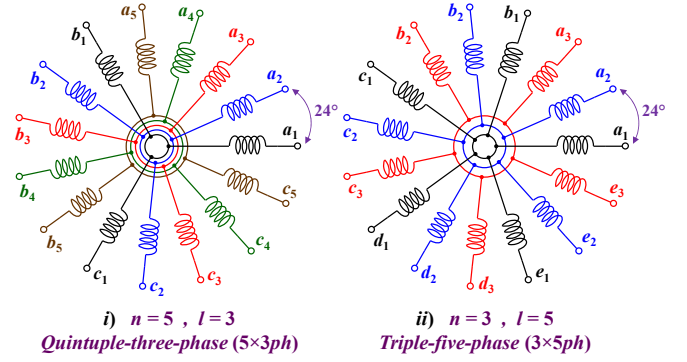 a₅ a₄
b₁ a₃
b₂ a₂
24°
b₃ a₁
b₄ c₅
b₅ c₄
c₁ c₂ c₃
i) n = 5 , l = 3
Quintuple-three-phase (5×3ph)
b₂ b₁
b₂ a₃
c₁ a₂
24°
c₂ a₁
c₃ e₃
d₁ e₂
d₂ d₃ e₁
ii) n = 3 , l = 5
Triple-five-phase (3×5ph)